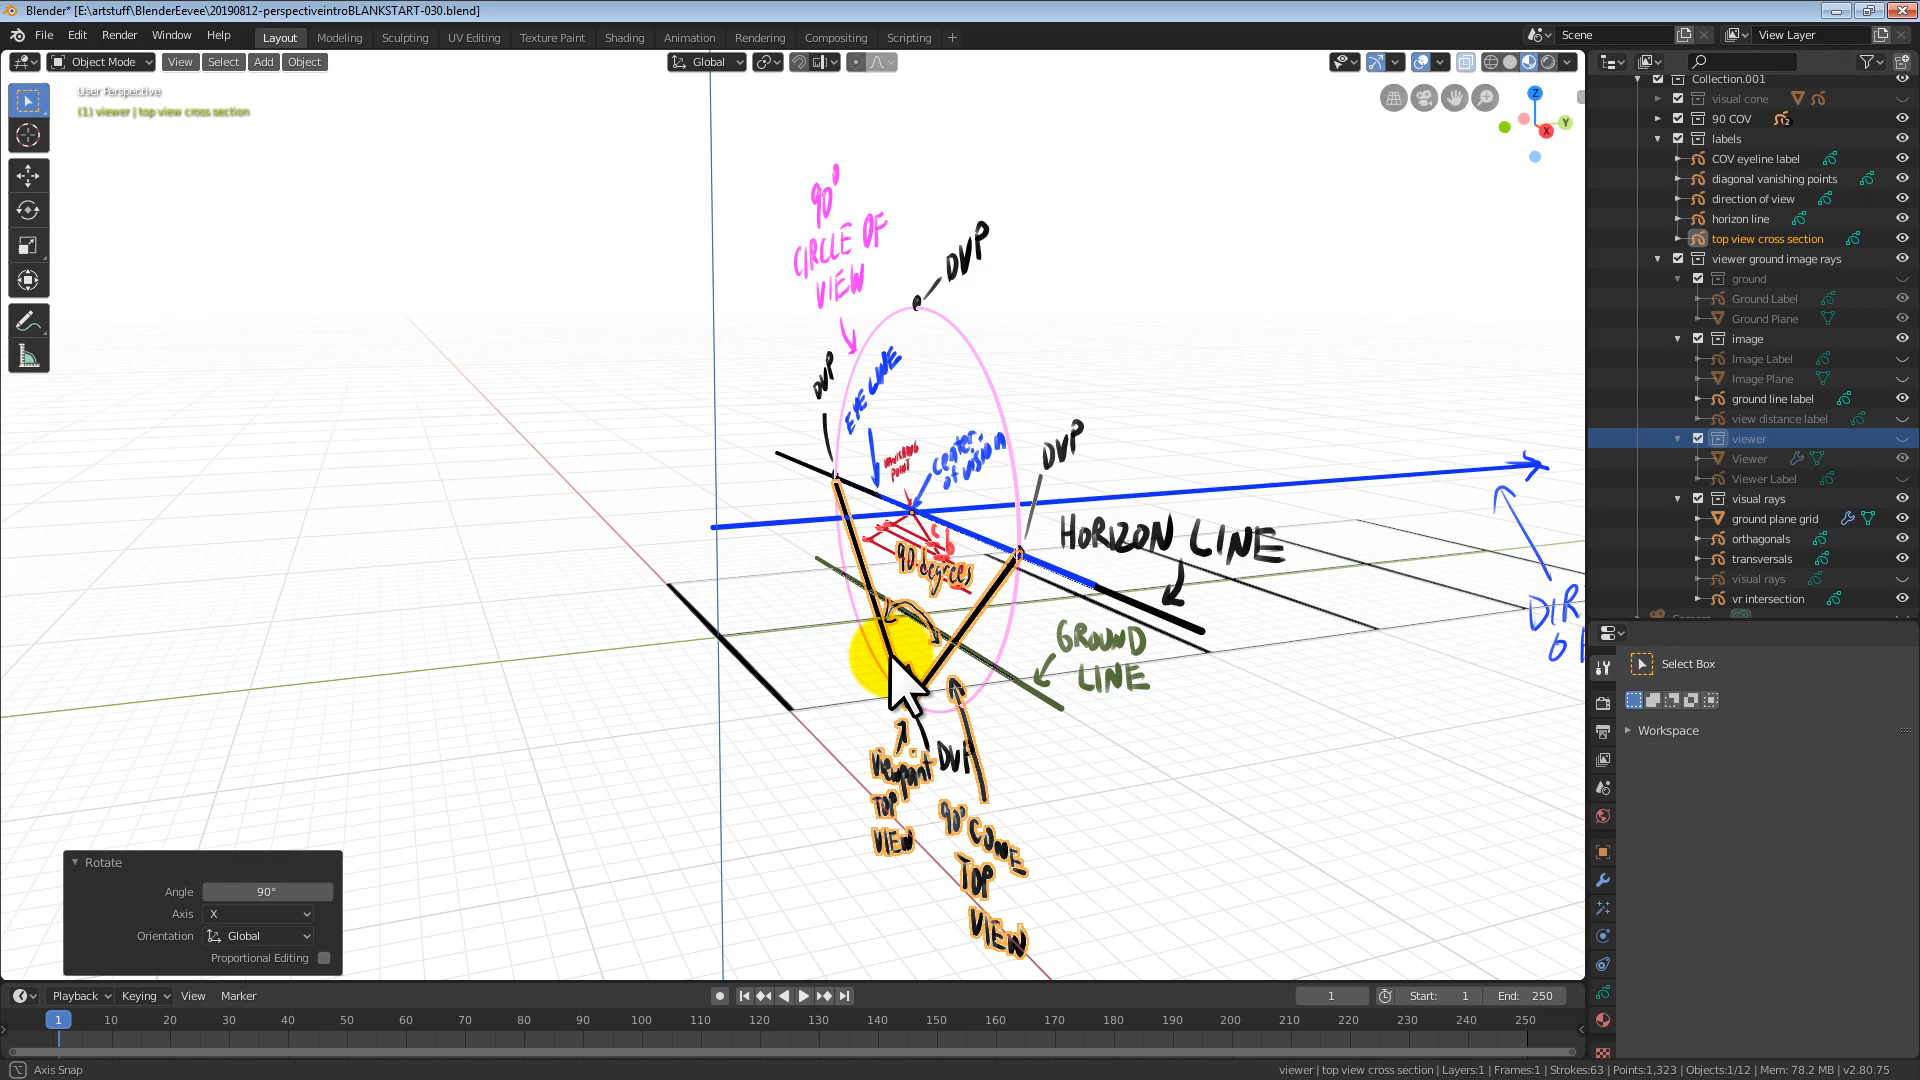 Blender* [E:\artstuff\BlenderEevee\20190812-perspectiveintroBLANKSTART-030.blend]
File Edit Render Window Help
Layout Modeling Sculpting UV Editing Texture Paint Shading Animation Rendering Compositing Scripting +
Scene
View Layer
Object Mode View Select Add Object
Global
User Perspective
(1) viewer | top view cross section
Z
Y
X
90°
CIRCLE OF
VIEW
DVP
DVP
EYE LINE
vanishing
point
center
of vision
DVP
HORIZON LINE
90 degrees
GROUND
LINE
DIR
Viewpoint
TOP
VIEW
DVP
90° CONE
TOP
VIEW
Rotate
Angle 90°
Axis X
Orientation Global
Proportional Editing
Collection.001
visual cone
90 COV 2
labels
COV eyeline label
diagonal vanishing points
direction of view
horizon line
top view cross section
viewer ground image rays
ground
Ground Label
Ground Plane
image
Image Label
Image Plane
ground line label
view distance label
viewer
Viewer
Viewer Label
visual rays
ground plane grid
orthagonals
transversals
visual rays
vr intersection
Select Box
Workspace
Playback Keying View Marker
1 Start: 1 End: 250
1 10 20 30 40 50 60 70 80 90 100 110 120 130 140 150 160 170 180 190 200 210 220 230 240 250
Axis Snap
viewer | top view cross section | Layers:1 | Frames:1 | Strokes:63 | Points:1,323 | Objects:1/12 | Mem: 78.2 MB | v2.80.75